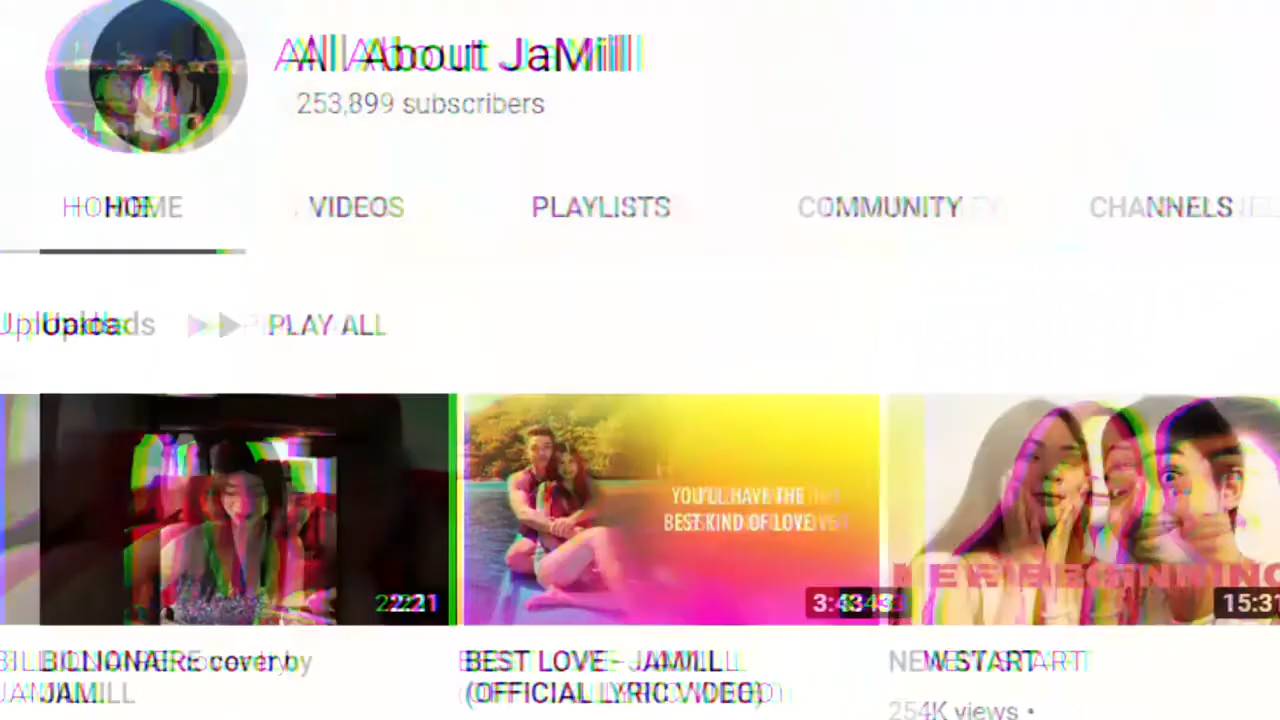 All About JaMill
253,899 subscribers
HOME VIDEOS PLAYLISTS COMMUNITY CHANNELS
Uploads PLAY ALL
YOU'LL HAVE THE
BEST KIND OF LOVE
NEW BEGINNING
2:21 3:43 15:31
BILLIONAIRE cover by
JAMILL
BEST LOVE - JAMILL
(OFFICIAL LYRIC VIDEO)
NEW START
254K views •